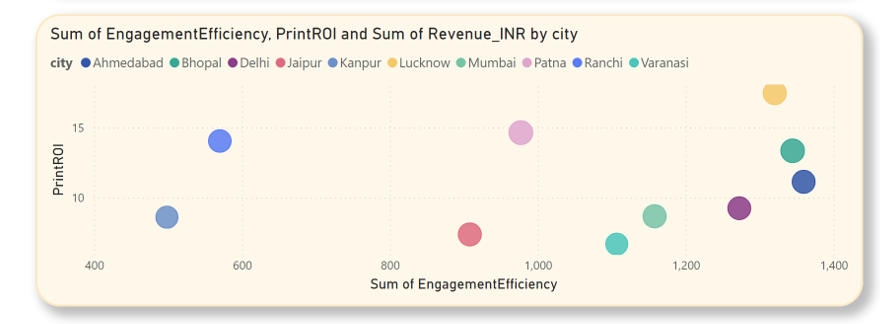 Sum of EngagementEfficiency, PrintROI and Sum of Revenue_INR by city
city Ahmedabad Bhopal Delhi Jaipur Kanpur Lucknow Mumbai Patna Ranchi Varanasi
15
PrintROI
10
400 600 800 1,000 1,200 1,400
Sum of EngagementEfficiency